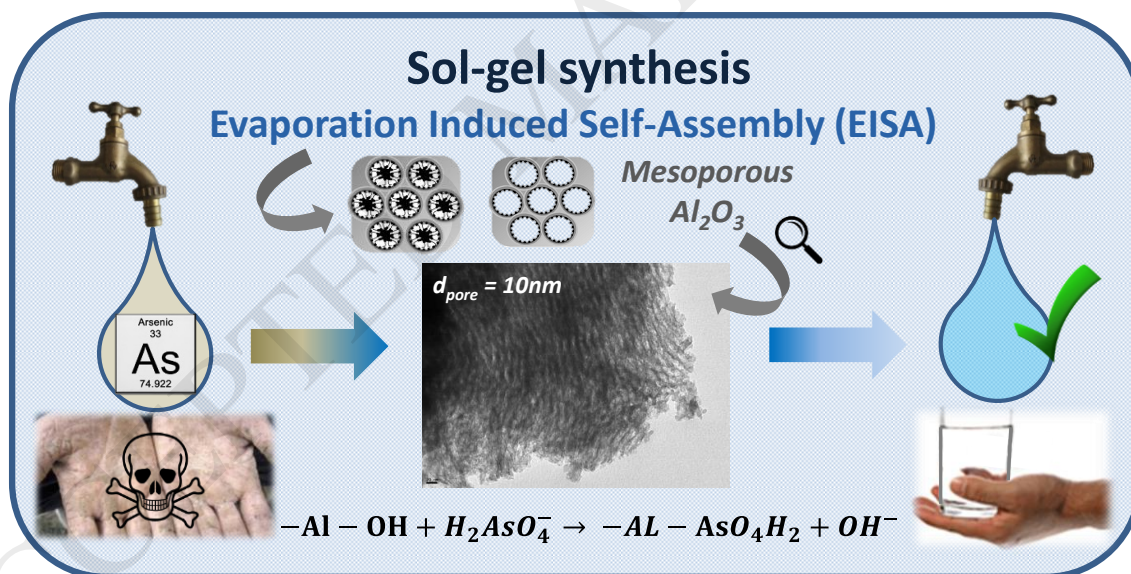 Sol-gel synthesis
Evaporation Induced Self-Assembly (EISA)
Mesoporous
Al₂O₃
d_pore = 10nm
Arsenic
33
As
74.922
−Al − OH + H₂AsO₄⁻ → −AL − AsO₄H₂ + OH⁻